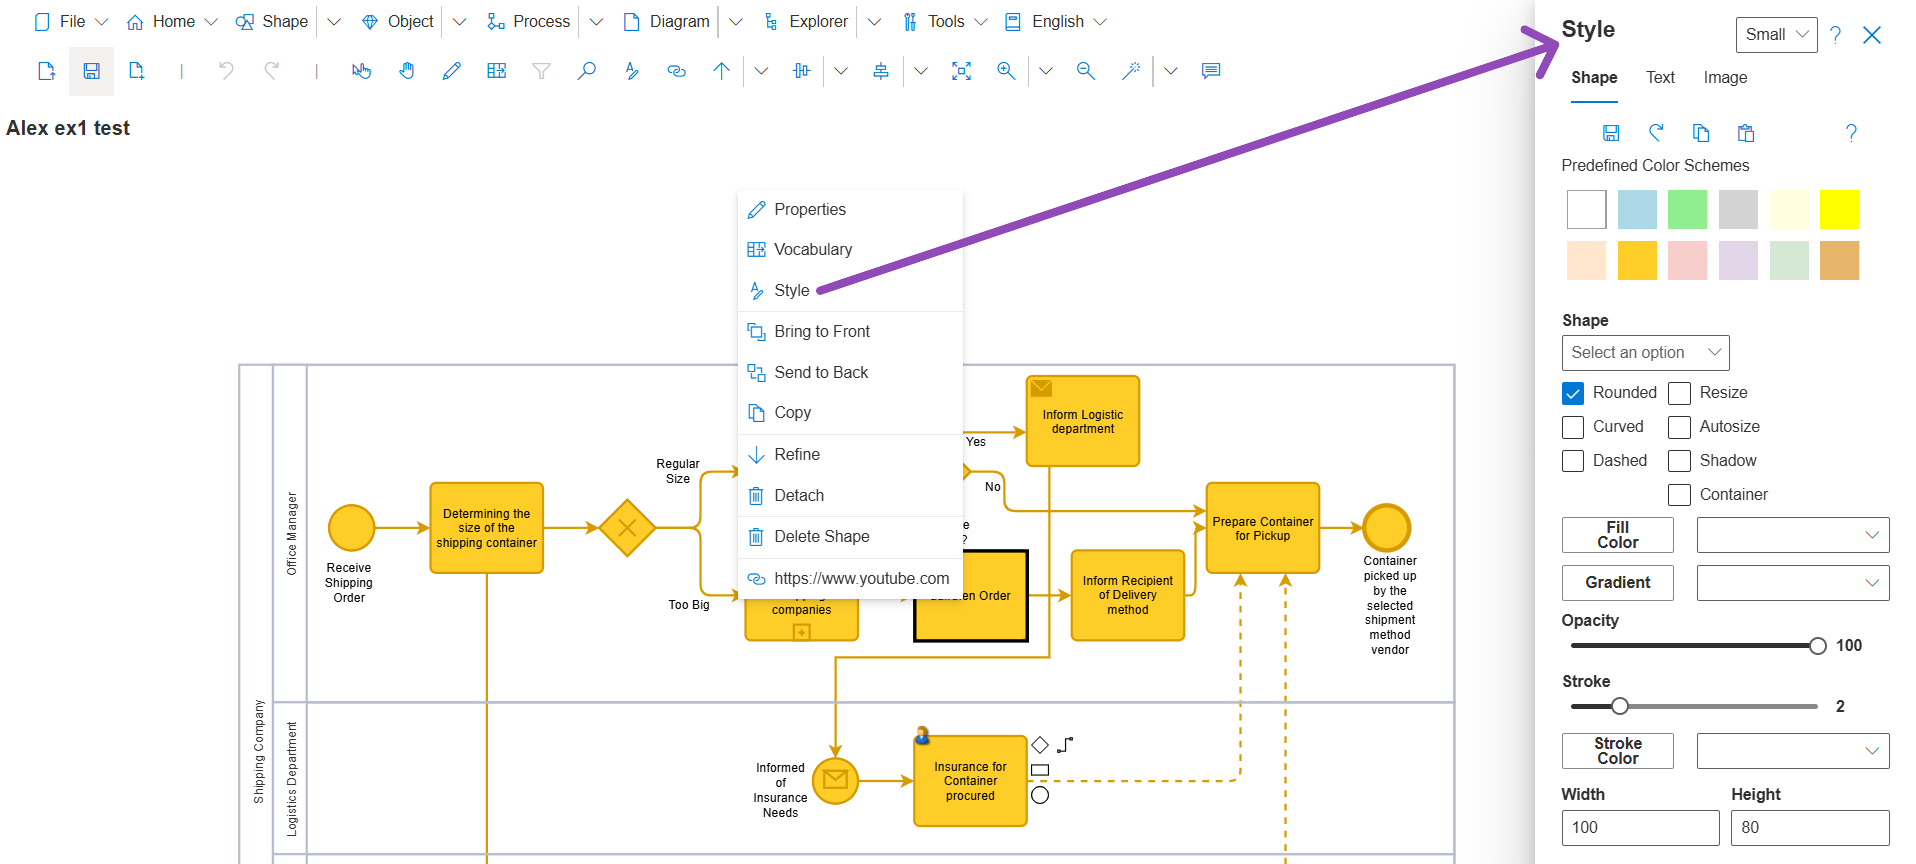 File
Home
Shape
Object
Process
Diagram
Explorer
Tools
English
Alex ex1 test
Properties
Vocabulary
Style
Bring to Front
Send to Back
Copy
Refine
Detach
Delete Shape
https://www.youtube.com
Shipping Company
Office Manager
Logistics Department
Receive
Shipping
Order
Determining the
size of the
shipping container
Regular
Size
Too Big
companies
Yes
No
e
?
Order
Inform Logistic
department
Inform Recipient
of Delivery
method
Prepare Container
for Pickup
Container
picked up
by the
selected
shipment
method
vendor
Informed
of
Insurance
Needs
Insurance for
Container
procured
Style
Small
?
Shape
Text
Image
?
Predefined Color Schemes
Shape
Select an option
Rounded
Resize
Curved
Autosize
Dashed
Shadow
Container
Fill
Color
Gradient
Opacity
100
Stroke
2
Stroke
Color
Width
Height
100
80